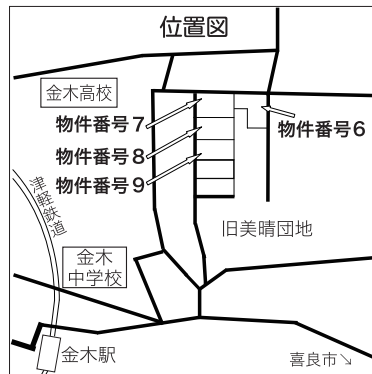 位置図
金木高校
物件番号7
物件番号6
物件番号8
物件番号9
津軽鉄道
旧美晴団地
金木
中学校
金木駅
喜良市↘